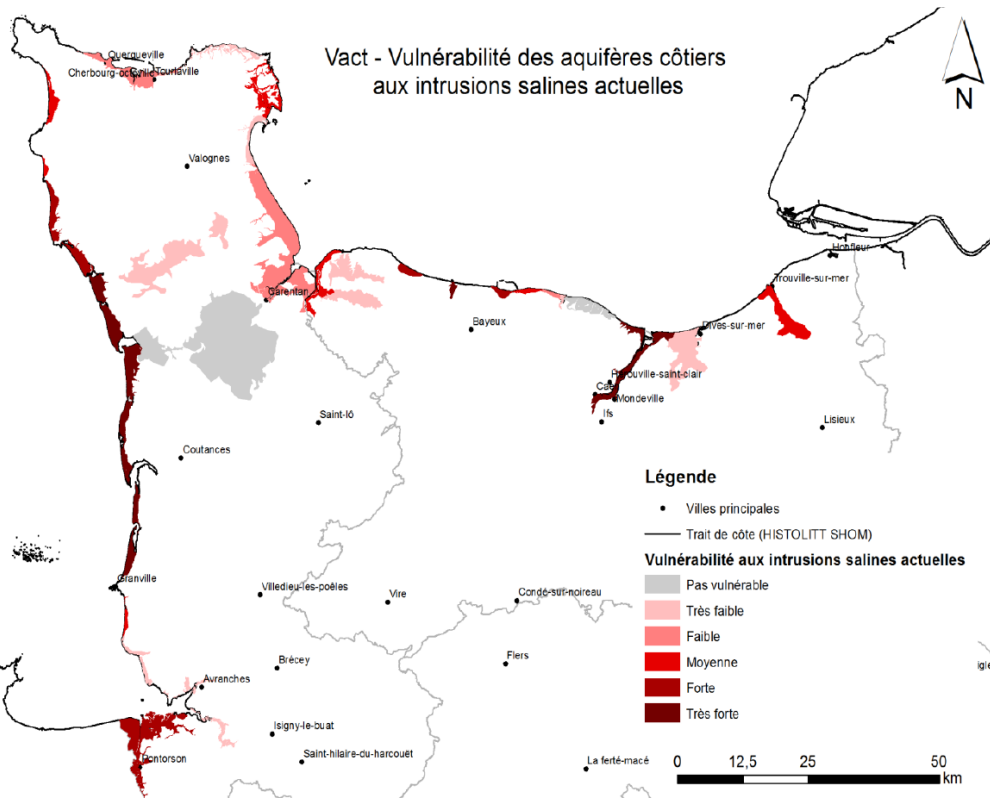 Vact - Vulnérabilité des aquifères côtiers
aux intrusions salines actuelles
N
Querqueville
Tourlaville
Valognes
Honfleur
Trouville-sur-mer
Carentan
Bayeux
Dives-sur-mer
Caen
Mondeville
Ifs
Lisieux
Saint-lô
Coutances
Granville
Villedieu-les-poêles
Vire
Condé-sur-noireau
Brécey
Flers
Avranches
Isigny-le-buat
Pontorson
Saint-hilaire-du-harcouët
La ferté-macé
Légende
Villes principales
Trait de côte (HISTOLITT SHOM)
Vulnérabilité aux intrusions salines actuelles
Pas vulnérable
Très faible
Faible
Moyenne
Forte
Très forte
0 12,5 25 50
km